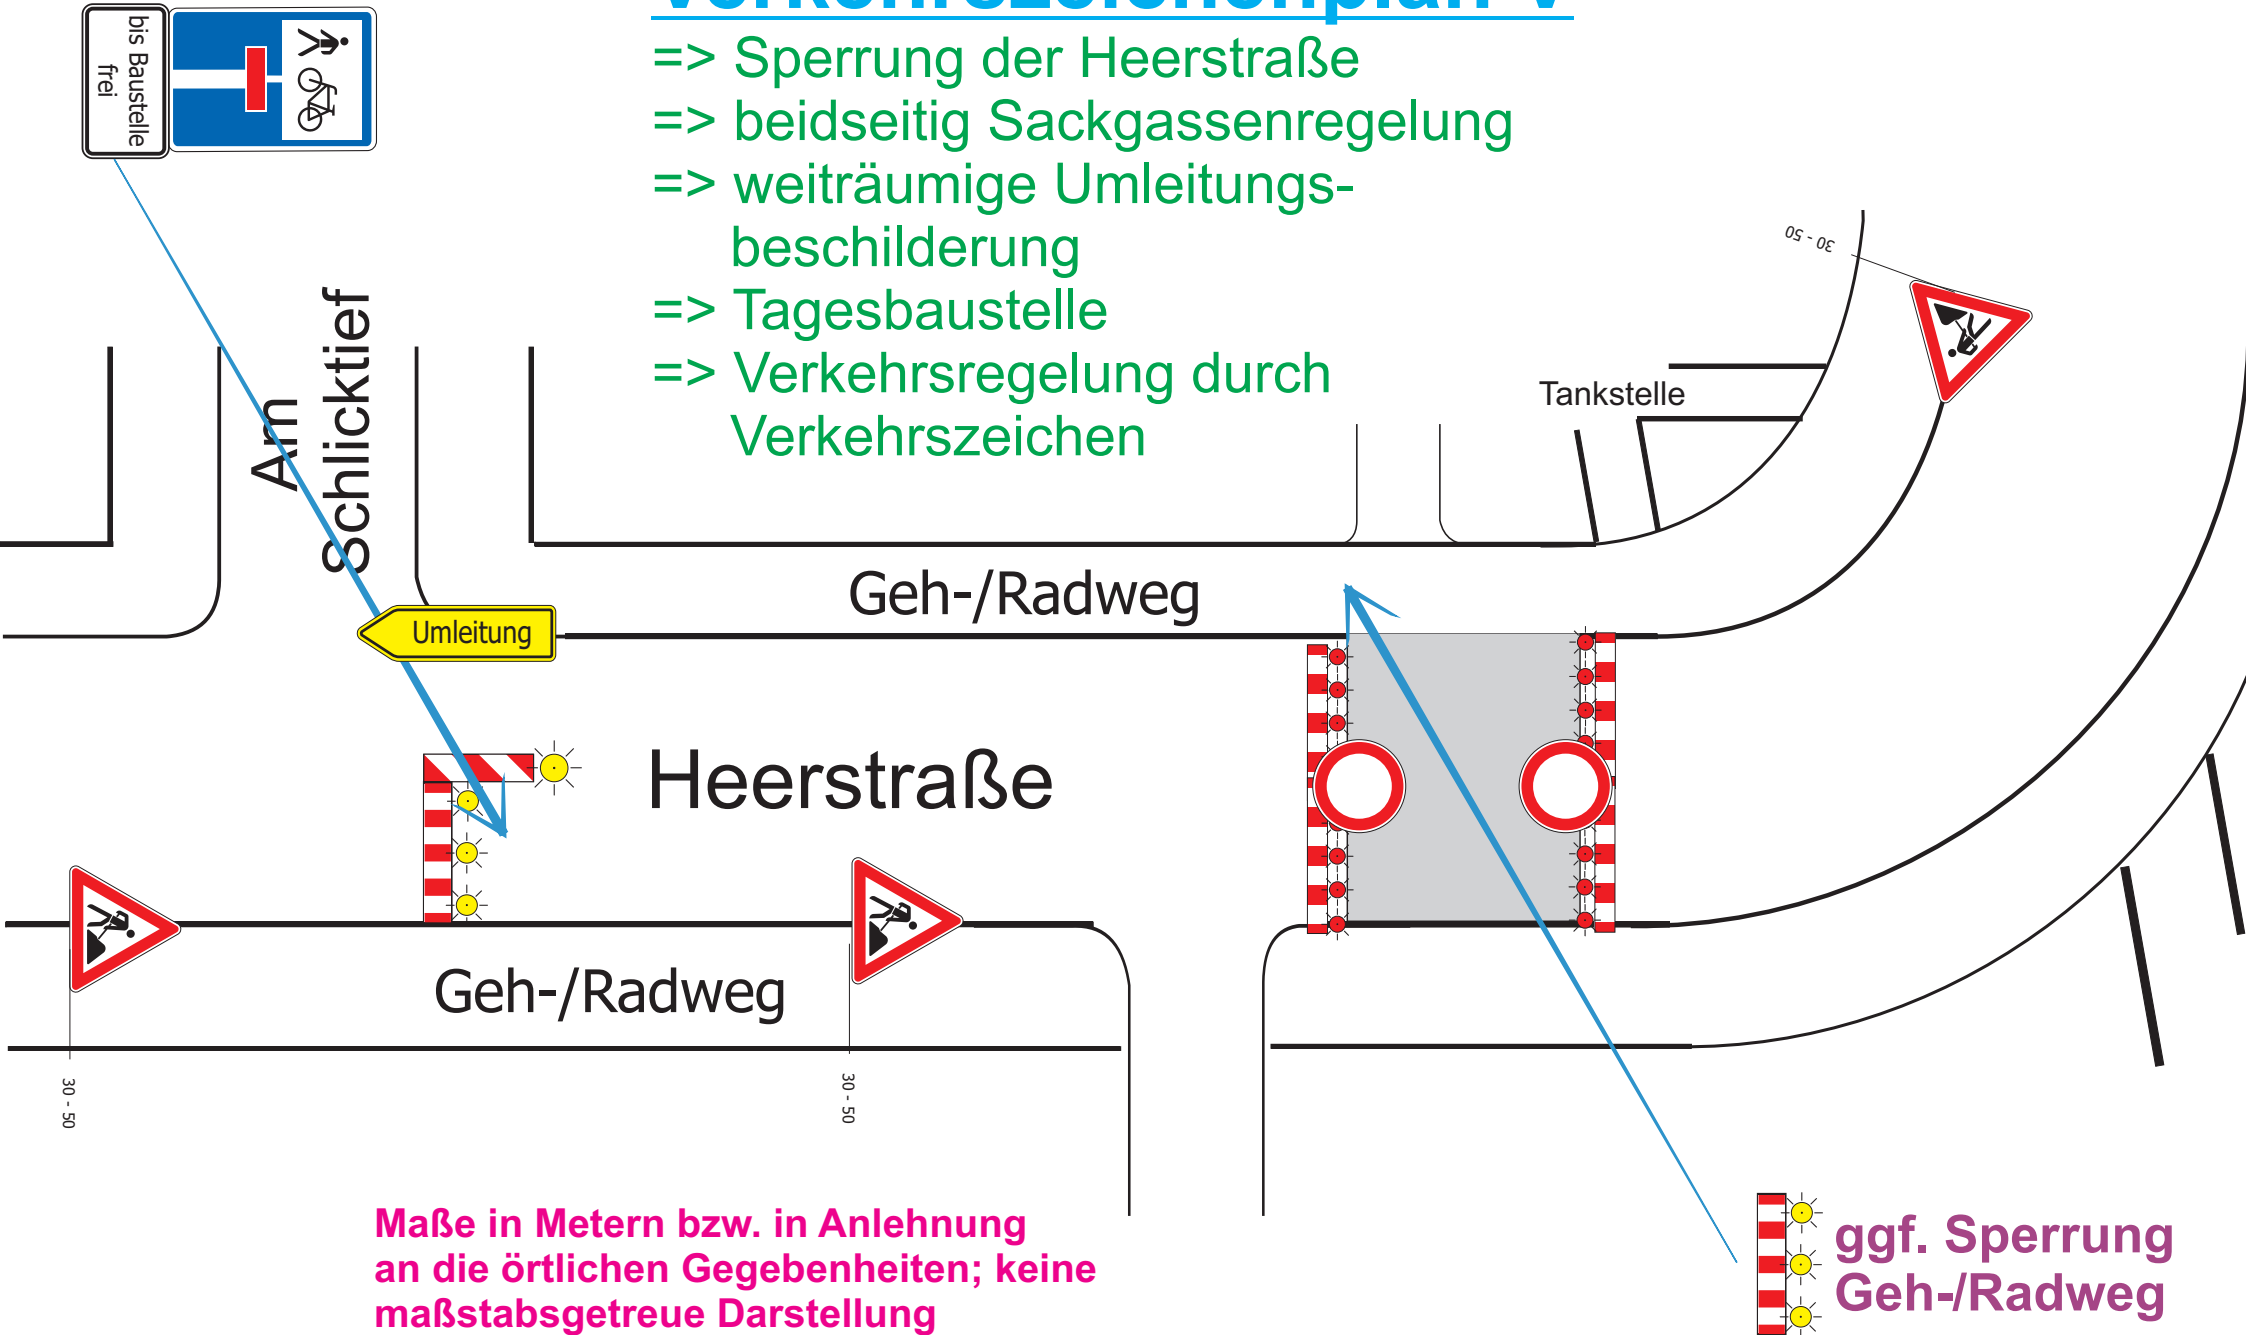 Verkehrszeichenplan V
=> Sperrung der Heerstraße
=> beidseitig Sackgassenregelung
=> weiträumige Umleitungs-
beschilderung
=> Tagesbaustelle
=> Verkehrsregelung durch
Verkehrszeichen
bis Baustelle
frei
Am
Schlicktief
30 - 50
Tankstelle
Geh-/Radweg
Umleitung
Heerstraße
Geh-/Radweg
30 - 50
30 - 50
Maße in Metern bzw. in Anlehnung
an die örtlichen Gegebenheiten; keine
maßstabsgetreue Darstellung
ggf. Sperrung
Geh-/Radweg